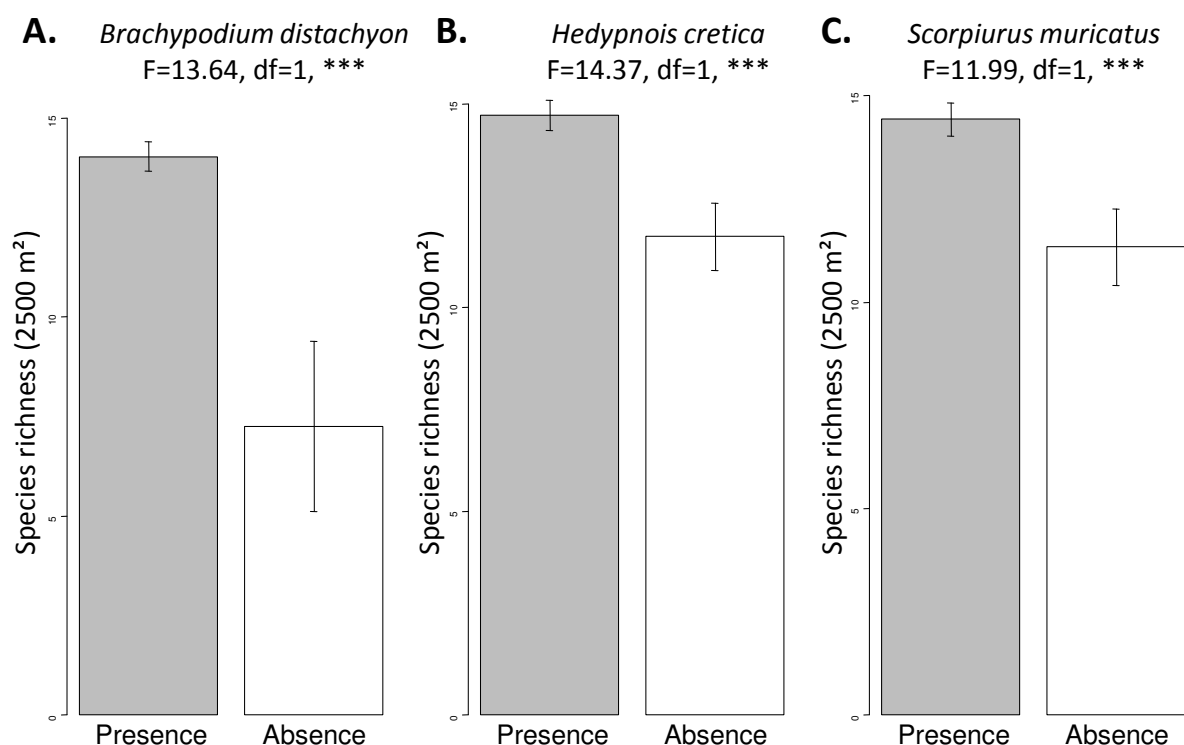 A. Brachypodium distachyon
F=13.64, df=1, ***
Species richness (2500 m²)
15
10
5
0
Presence Absence
B. Hedypnois cretica
F=14.37, df=1, ***
Species richness (2500 m²)
15
10
5
0
Presence Absence
C. Scorpiurus muricatus
F=11.99, df=1, ***
Species richness (2500 m²)
15
10
5
0
Presence Absence